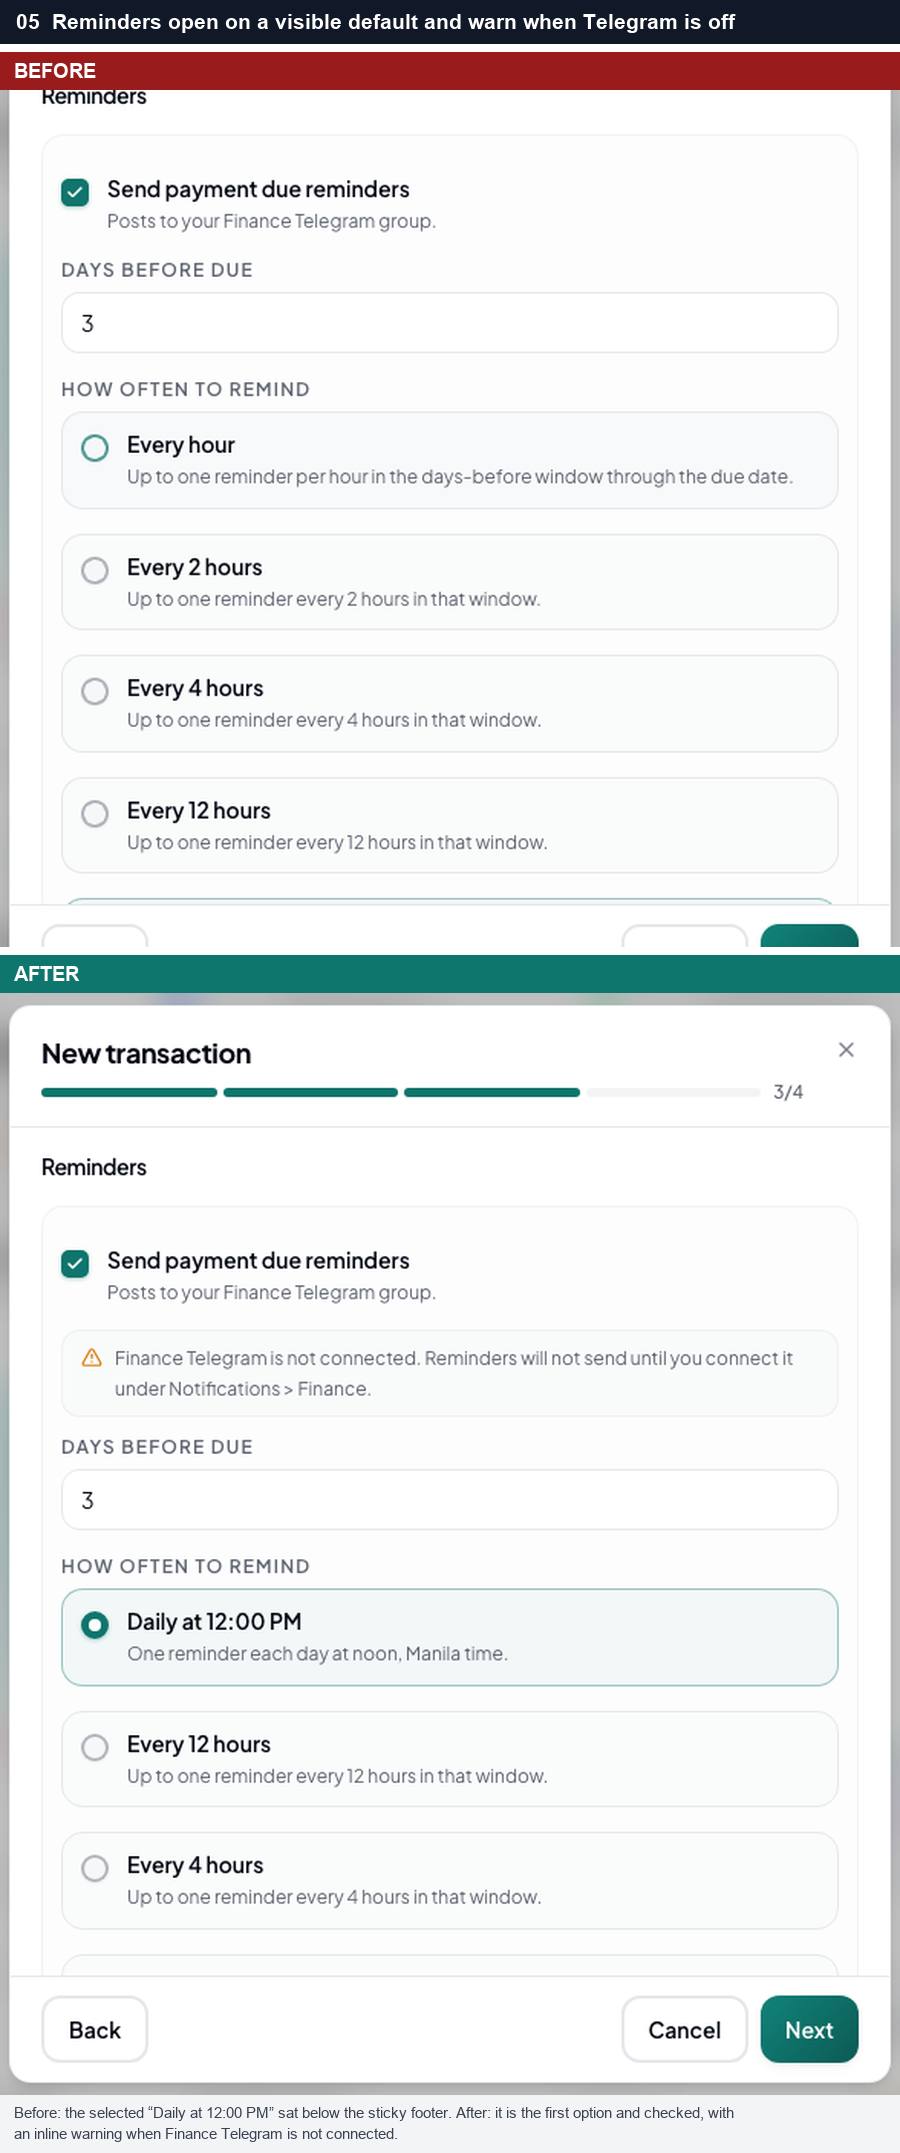 05 Reminders open on a visible default and warn when Telegram is off
BEFORE
Reminders
Send payment due reminders
Posts to your Finance Telegram group.
DAYS BEFORE DUE
3
HOW OFTEN TO REMIND
Every hour
Up to one reminder per hour in the days-before window through the due date.
Every 2 hours
Up to one reminder every 2 hours in that window.
Every 4 hours
Up to one reminder every 4 hours in that window.
Every 12 hours
Up to one reminder every 12 hours in that window.
AFTER
New transaction
3/4
Reminders
Send payment due reminders
Posts to your Finance Telegram group.
Finance Telegram is not connected. Reminders will not send until you connect it
under Notifications > Finance.
DAYS BEFORE DUE
3
HOW OFTEN TO REMIND
Daily at 12:00 PM
One reminder each day at noon, Manila time.
Every 12 hours
Up to one reminder every 12 hours in that window.
Every 4 hours
Up to one reminder every 4 hours in that window.
Back
Cancel
Next
Before: the selected “Daily at 12:00 PM” sat below the sticky footer. After: it is the first option and checked, with
an inline warning when Finance Telegram is not connected.